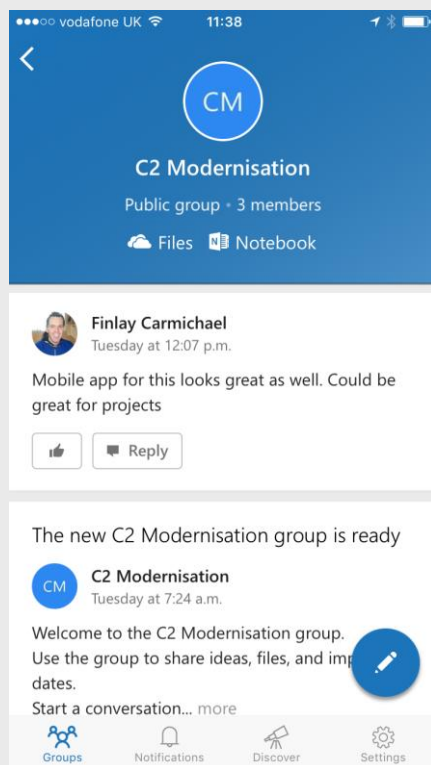 vodafone UK 11:38
CM
C2 Modernisation
Public group • 3 members
Files N Notebook
Finlay Carmichael
Tuesday at 12:07 p.m.
Mobile app for this looks great as well. Could be
great for projects
Reply
The new C2 Modernisation group is ready
CM
C2 Modernisation
Tuesday at 7:24 a.m.
Welcome to the C2 Modernisation group.
Use the group to share ideas, files, and
dates.
Start a conversation... more
Groups Notifications Discover Settings